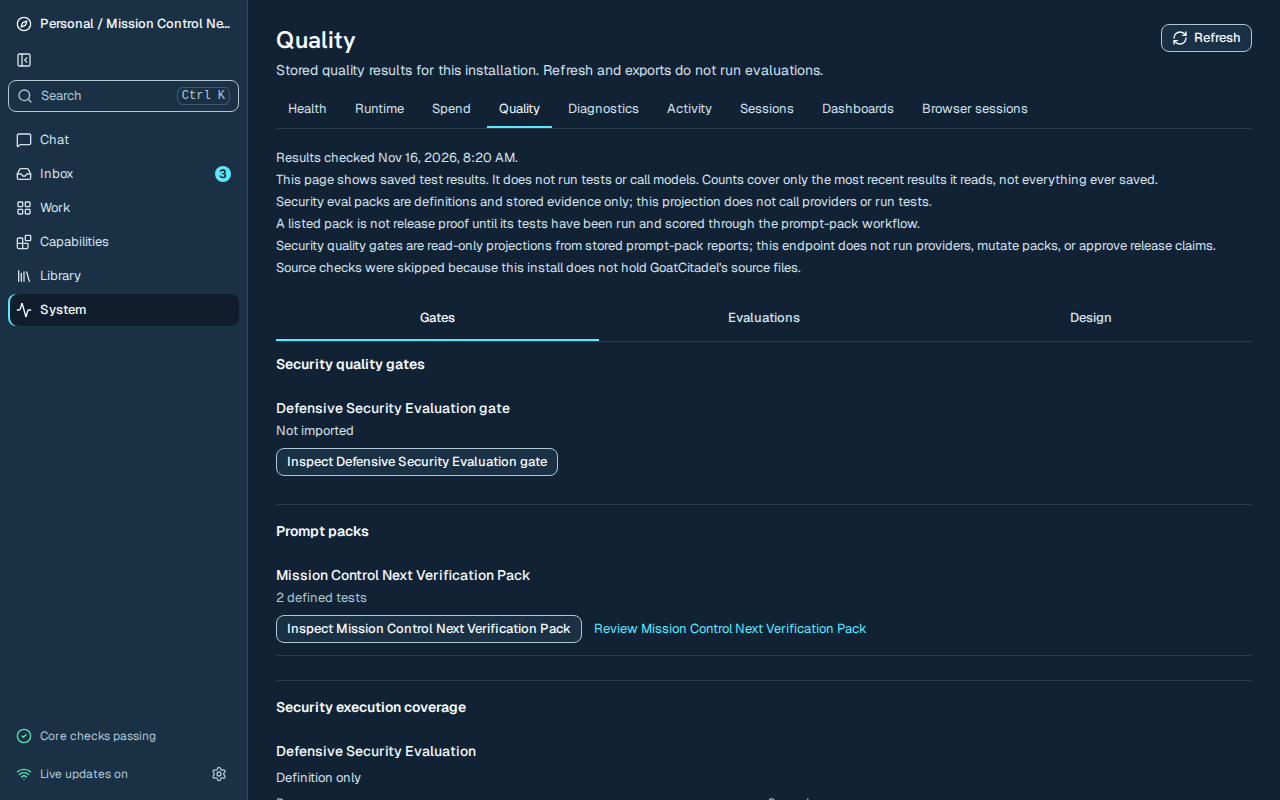 Personal / Mission Control Ne...
Search
Ctrl K
Chat
Inbox
3
Work
Capabilities
Library
System
Core checks passing
Live updates on
Quality
Refresh
Stored quality results for this installation. Refresh and exports do not run evaluations.
Health
Runtime
Spend
Quality
Diagnostics
Activity
Sessions
Dashboards
Browser sessions
Results checked Nov 16, 2026, 8:20 AM.
This page shows saved test results. It does not run tests or call models. Counts cover only the most recent results it reads, not everything ever saved.
Security eval packs are definitions and stored evidence only; this projection does not call providers or run tests.
A listed pack is not release proof until its tests have been run and scored through the prompt-pack workflow.
Security quality gates are read-only projections from stored prompt-pack reports; this endpoint does not run providers, mutate packs, or approve release claims.
Source checks were skipped because this install does not hold GoatCitadel's source files.
Gates
Evaluations
Design
Security quality gates
Defensive Security Evaluation gate
Not imported
Inspect Defensive Security Evaluation gate
Prompt packs
Mission Control Next Verification Pack
2 defined tests
Inspect Mission Control Next Verification Pack
Review Mission Control Next Verification Pack
Security execution coverage
Defensive Security Evaluation
Definition only